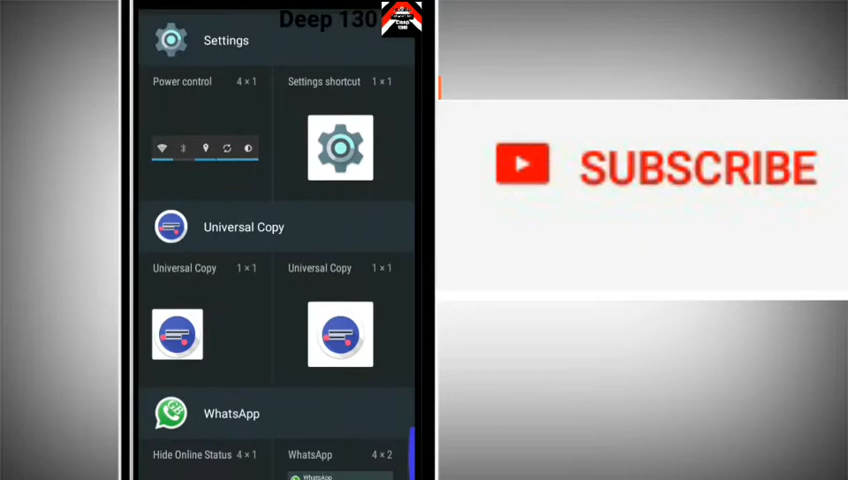 Deep 130
Settings
Power control 4 × 1
Settings shortcut 1 × 1
SUBSCRIBE
Universal Copy
Universal Copy 1 × 1
Universal Copy 1 × 1
WhatsApp
Hide Online Status 4 × 1
WhatsApp 4 × 2
WhatsApp